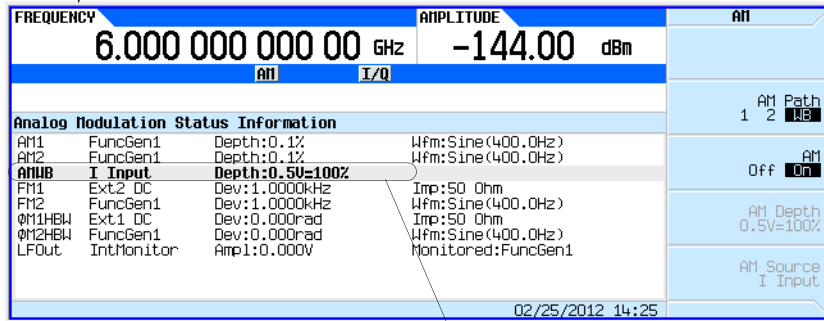 FREQUENCY AMPLITUDE AM
6.000 000 000 00 GHz -144.00 dBm
AM I/Q
AM Path
1 2 WB
Analog Modulation Status Information
AM1 FuncGen1 Depth:0.1% Wfm:Sine(400.0Hz)
AM2 FuncGen1 Depth:0.1% Wfm:Sine(400.0Hz)
AM
Off On
AMWB I Input Depth:0.5V=100%
FM1 Ext2 DC Dev:1.0000kHz Imp:50 Ohm
FM2 FuncGen1 Dev:1.0000kHz Wfm:Sine(400.0Hz)
ΦM1HBW Ext1 DC Dev:0.000rad Imp:50 Ohm
ΦM2HBW FuncGen1 Dev:0.000rad Wfm:Sine(400.0Hz)
LFOut IntMonitor Ampl:0.000V Monitored:FuncGen1
AM Depth
0.5V=100%
AM Source
I Input
02/25/2012 14:25